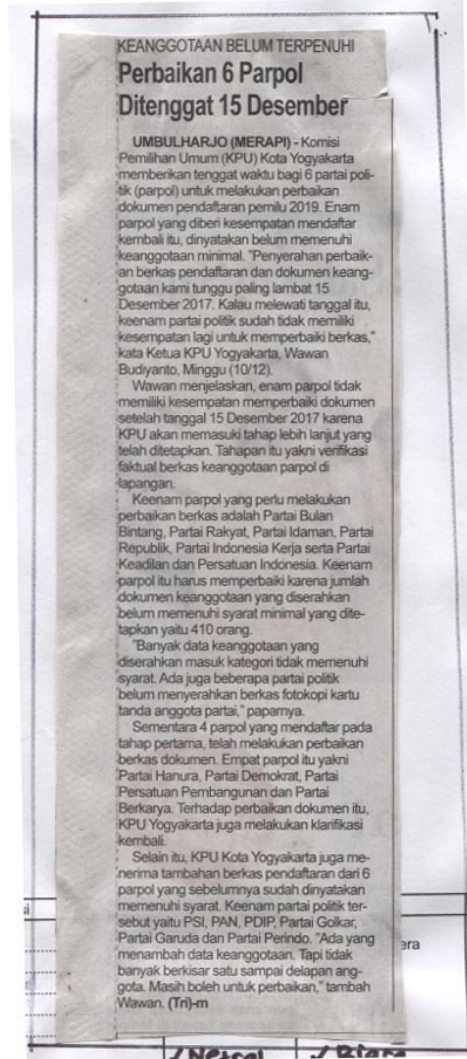 KEANGGOTAAN BELUM TERPENUHI
Perbaikan 6 Parpol
Ditenggat 15 Desember
UMBULHARJO (MERAPI) - Komisi
Pemilihan Umum (KPU) Kota Yogyakarta
memberikan tenggat waktu bagi 6 partai poli-
tik (parpol) untuk melakukan perbaikan
dokumen pendaftaran pemilu 2019. Enam
parpol yang diberi kesempatan mendaftar
kembali itu, dinyatakan belum memenuhi
keanggotaan minimal. "Penyerahan perbaik-
an berkas pendaftaran dan dokumen keang-
gotaan kami tunggu paling lambat 15
Desember 2017. Kalau melewati tanggal itu,
keenam partai politik sudah tidak memiliki
kesempatan lagi untuk memperbaiki berkas,"
kata Ketua KPU Yogyakarta, Wawan
Budiyanto, Minggu (10/12).
Wawan menjelaskan, enam parpol tidak
memiliki kesempatan memperbaiki dokumen
setelah tanggal 15 Desember 2017 karena
KPU akan memasuki tahap lebih lanjut yang
telah ditetapkan. Tahapan itu yakni verifikasi
faktual berkas keanggotaan parpol di
lapangan.
Keenam parpol yang perlu melakukan
perbaikan berkas adalah Partai Bulan
Bintang, Partai Rakyat, Partai Idaman, Partai
Republik, Partai Indonesia Kerja serta Partai
Keadilan dan Persatuan Indonesia. Keenam
parpol itu harus memperbaiki karena jumlah
dokumen keanggotaan yang diserahkan
belum memenuhi syarat minimal yang dite-
tapkan yaitu 410 orang.
"Banyak data keanggotaan yang
diserahkan masuk kategori tidak memenuhi
syarat. Ada juga beberapa partai politik
belum menyerahkan berkas fotokopi kartu
tanda anggota partai," paparnya.
Sementara 4 parpol yang mendaftar pada
tahap pertama, telah melakukan perbaikan
berkas dokumen. Empat parpol itu yakni
Partai Hanura, Partai Demokrat, Partai
Persatuan Pembangunan dan Partai
Berkarya. Terhadap perbaikan dokumen itu,
KPU Yogyakarta juga melakukan klarifikasi
kembali.
Selain itu, KPU Kota Yogyakarta juga me-
nerima tambahan berkas pendaftaran dari 6
parpol yang sebelumnya sudah dinyatakan
memenuhi syarat. Keenam partai politik ter-
sebut yaitu PSI, PAN, PDIP, Partai Golkar,
Partai Garuda dan Partai Perindo. "Ada yang
menambah data keanggotaan. Tapi tidak
banyak berkisar satu sampai delapan ang-
gota. Masih boleh untuk perbaikan," tambah
Wawan. (Tri)-m